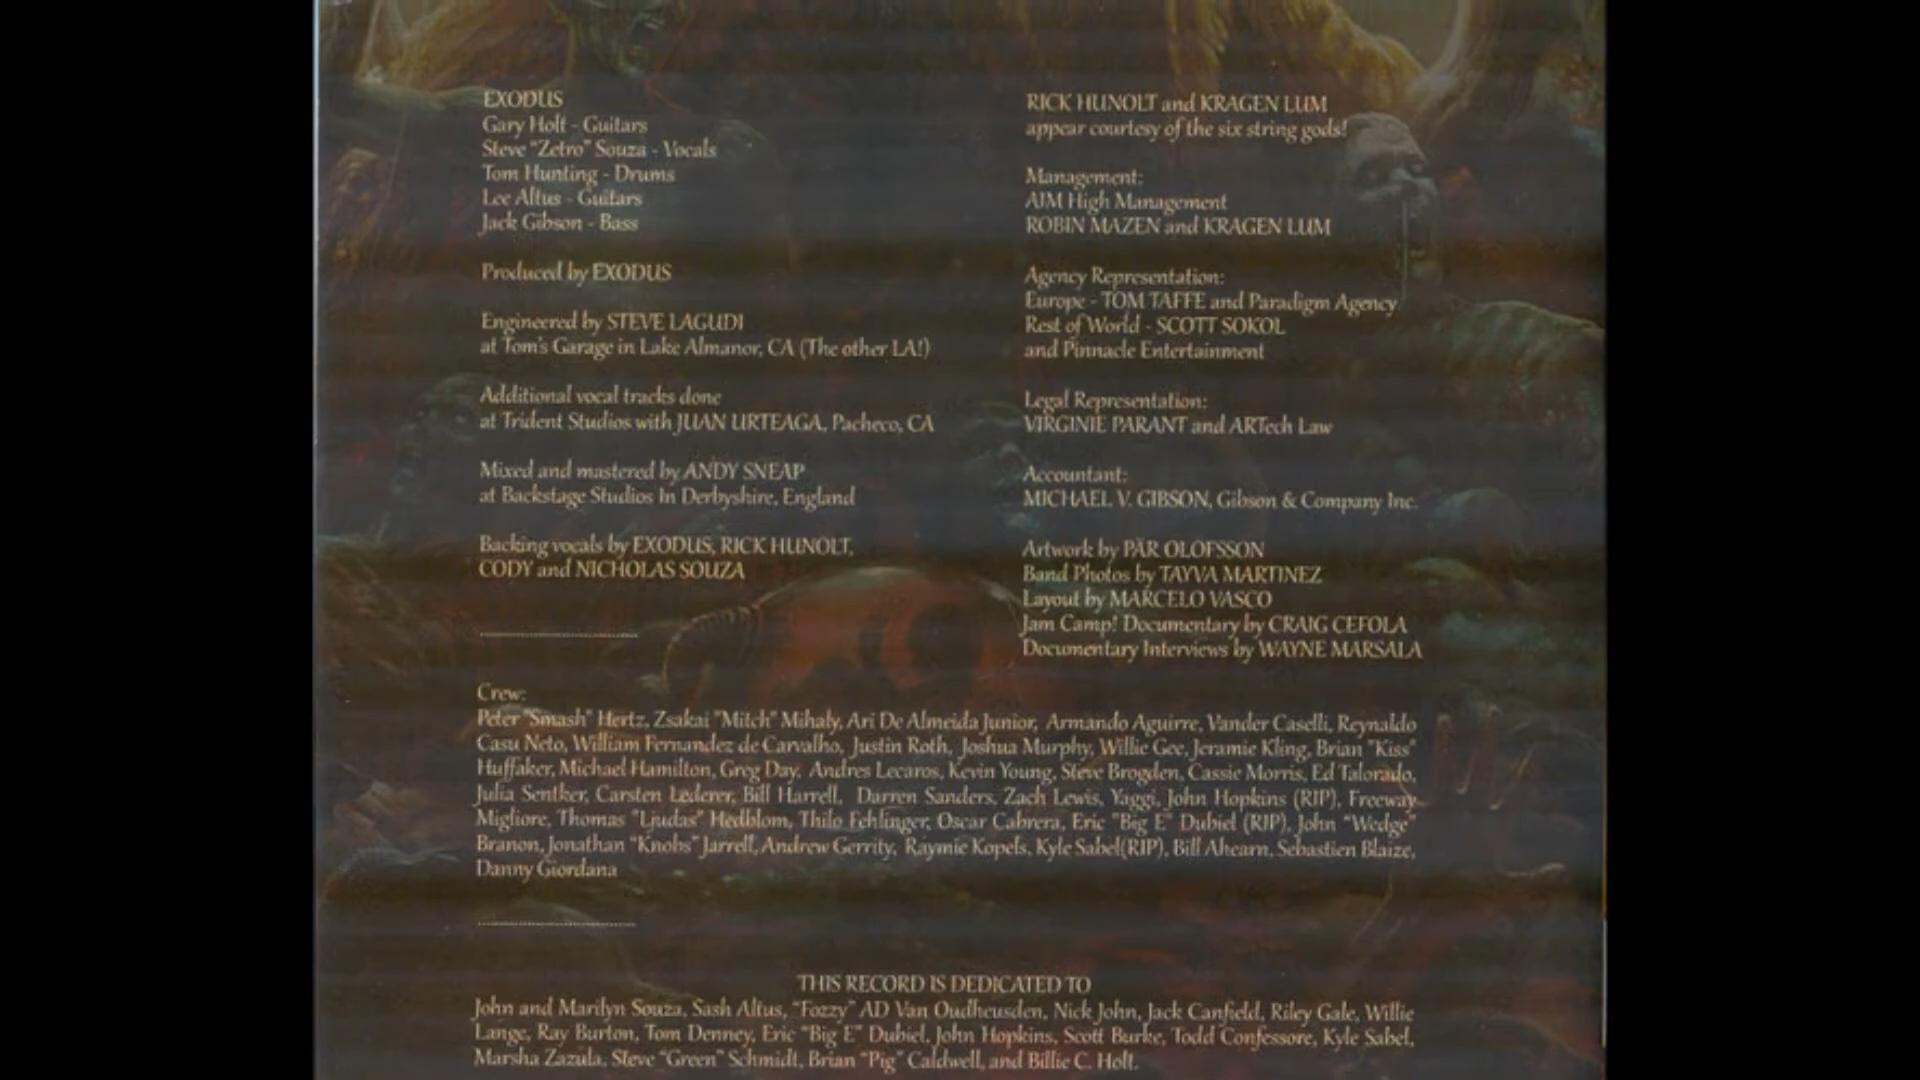 EXODUS
Gary Holt - Guitars
Steve "Zetro" Souza - Vocals
Tom Hunting - Drums
Lee Altus - Guitars
Jack Gibson - Bass
Produced by EXODUS
Engineered by STEVE LAGUDI
at Tom's Garage in Lake Almanor, CA (The other LA!)
Additional vocal tracks done
at Trident Studios with JUAN URTEAGA, Pacheco, CA
Mixed and mastered by ANDY SNEAP
at Backstage Studios In Derbyshire, England
Backing vocals by EXODUS, RICK HUNOLT,
CODY and NICHOLAS SOUZA
RICK HUNOLT and KRAGEN LUM
appear courtesy of the six string gods!
Management:
AIM High Management
ROBIN MAZEN and KRAGEN LUM
Agency Representation:
Europe - TOM TAFFE and Paradigm Agency
Rest of World - SCOTT SOKOL
and Pinnacle Entertainment
Legal Representation:
VIRGINIE PARANT and ARTech Law
Accountant:
MICHAEL V. GIBSON, Gibson & Company Inc.
Artwork by PÄR OLOFSSON
Band Photos by TAYVA MARTINEZ
Layout by MARCELO VASCO
Jam Camp! Documentary by CRAIG CEFOLA
Documentary Interviews by WAYNE MARSALA
Crew:
Peter "Smash" Hertz, Zsakai "Mitch" Mihaly, Ari De Almeida Junior, Armando Aguirre, Vander Caselli, Reynaldo
Casu Neto, William Fernandez de Carvalho, Justin Roth, Joshua Murphy, Willie Gee, Jeramie Kling, Brian "Kiss"
Huffaker, Michael Hamilton, Greg Day, Andres Lecaros, Kevin Young, Steve Brogden, Cassie Morris, Ed Talorado,
Julia Sentker, Carsten Lederer, Bill Harrell, Darren Sanders, Zach Lewis, Yaggi, John Hopkins (RIP), Freeway
Migliore, Thomas "Ljudas" Hedblom, Thilo Fehlinger, Oscar Cabrera, Eric "Big E" Dubiel (RIP), John "Wedge"
Branon, Jonathan "Knobs" Jarrell, Andrew Gerrity, Raymie Kopels, Kyle Sabel(RIP), Bill Ahearn, Sebastien Blaize,
Danny Giordana
THIS RECORD IS DEDICATED TO
John and Marilyn Souza, Sash Altus, "Fozzy" AD Van Oudheusden, Nick John, Jack Canfield, Riley Gale, Willie
Lange, Ray Burton, Tom Denney, Eric "Big E" Dubiel, John Hopkins, Scott Burke, Todd Confessore, Kyle Sabel,
Marsha Zazula, Steve "Green" Schmidt, Brian "Pig" Caldwell, and Billie C. Holt.